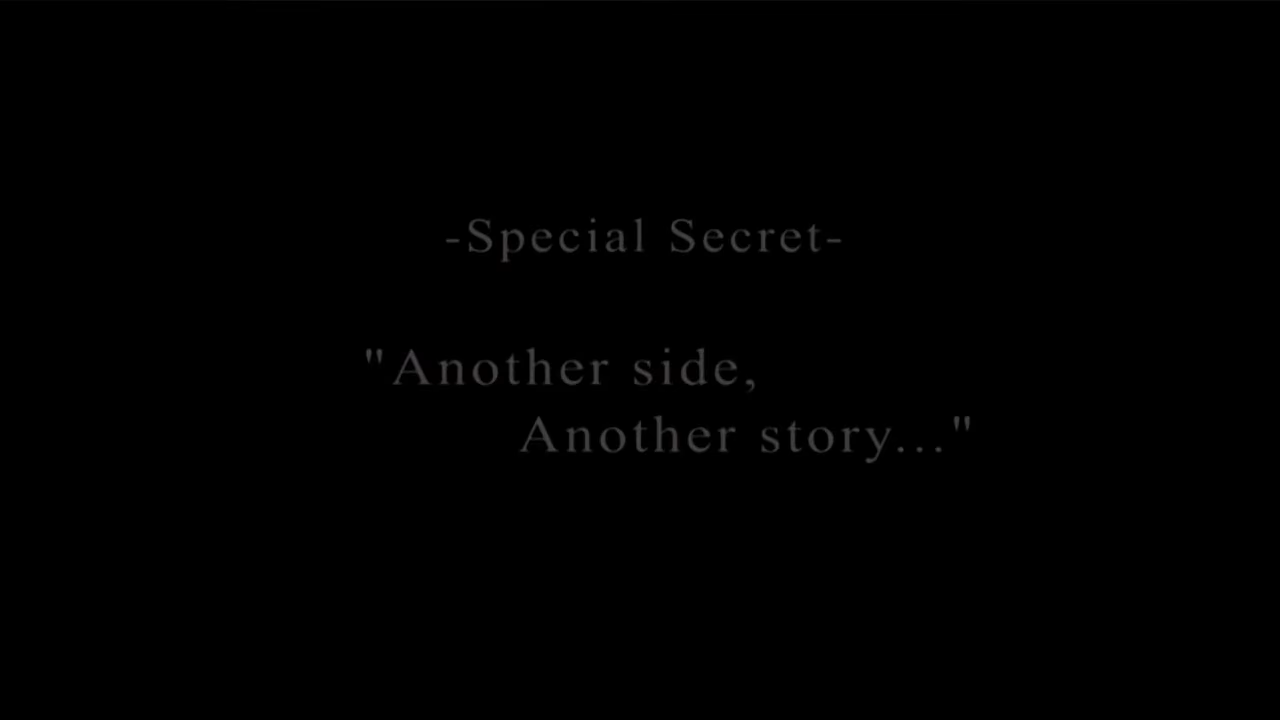 -Special Secret-
"Another side,
Another story..."